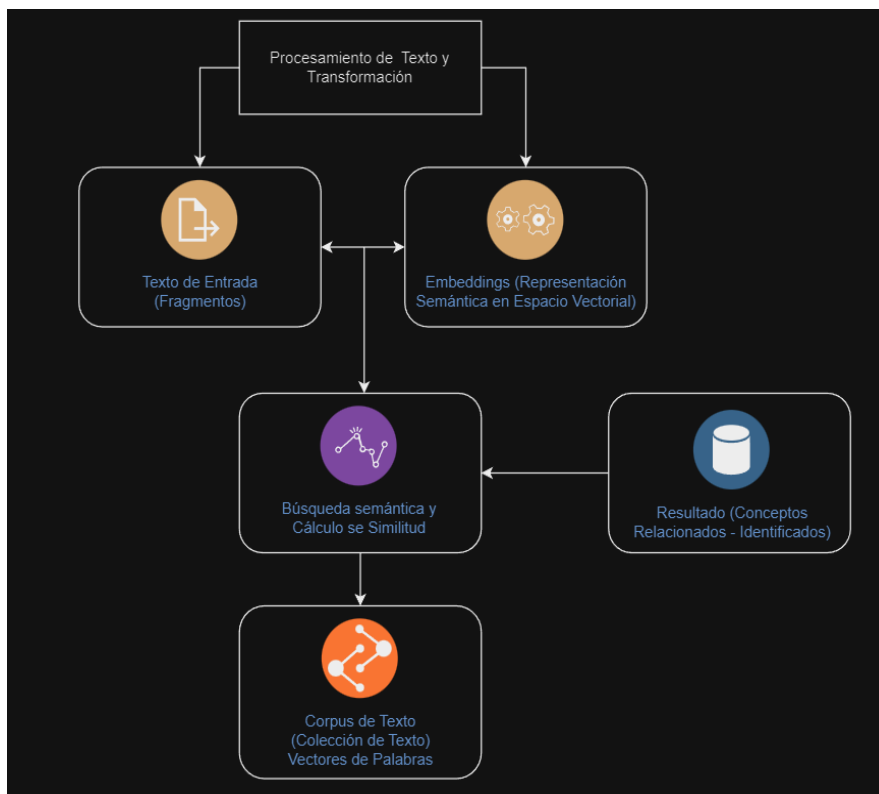 Procesamiento de Texto y
Transformación
Texto de Entrada
(Fragmentos)
Embeddings (Representación
Semántica en Espacio Vectorial)
Búsqueda semántica y
Cálculo se Similitud
Resultado (Conceptos
Relacionados - Identificados)
Corpus de Texto
(Colección de Texto)
Vectores de Palabras